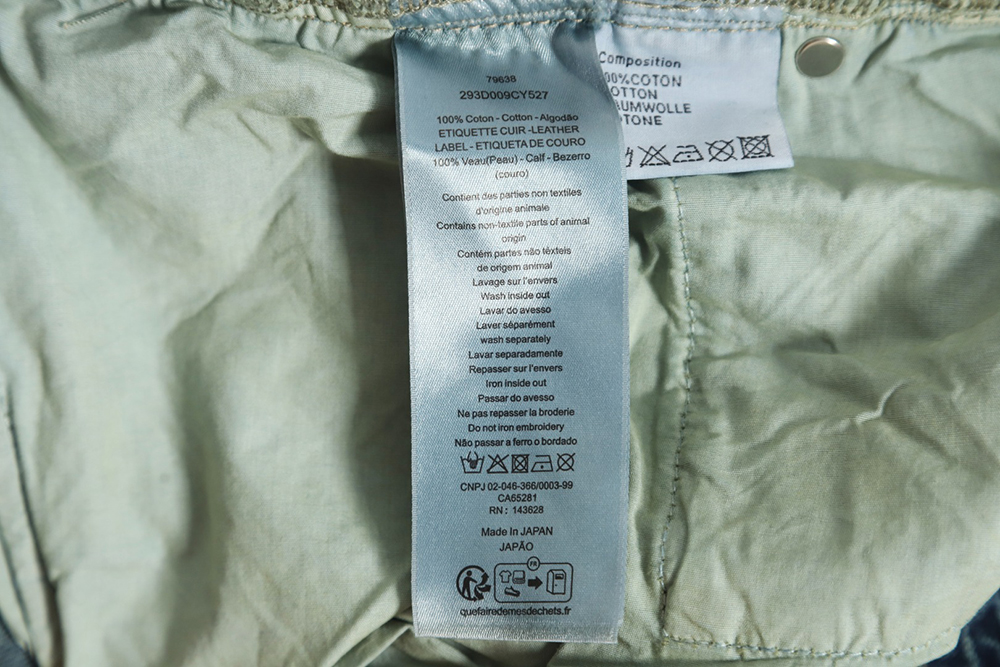 79638
293D009CY527
100% Coton - Cotton - Algodão
ETIQUETTE CUIR -LEATHER
LABEL - ETIQUETA DE COURO
100% Veau(Peau) - Calf - Bezerro
(couro)
Contient des parties non textiles
d'origine animale
Contains non-textile parts of animal
origin
Contém partes não têxteis
de origem animal
Lavage sur l'envers
Wash inside out
Lavar do avesso
Laver séparément
wash separately
Lavar separadamente
Repasser sur l'envers
Iron inside out
Passar do avesso
Ne pas repasser la broderie
Do not iron embroidery
Não passar a ferro o bordado
CNPJ 02-046-366/0003-99
CA65281
RN : 143628
Made In JAPAN
JAPÃO
FR
quefairedemesdechets.fr
Composition
00%COTON
OTTON
UMWOLLE
OTONE